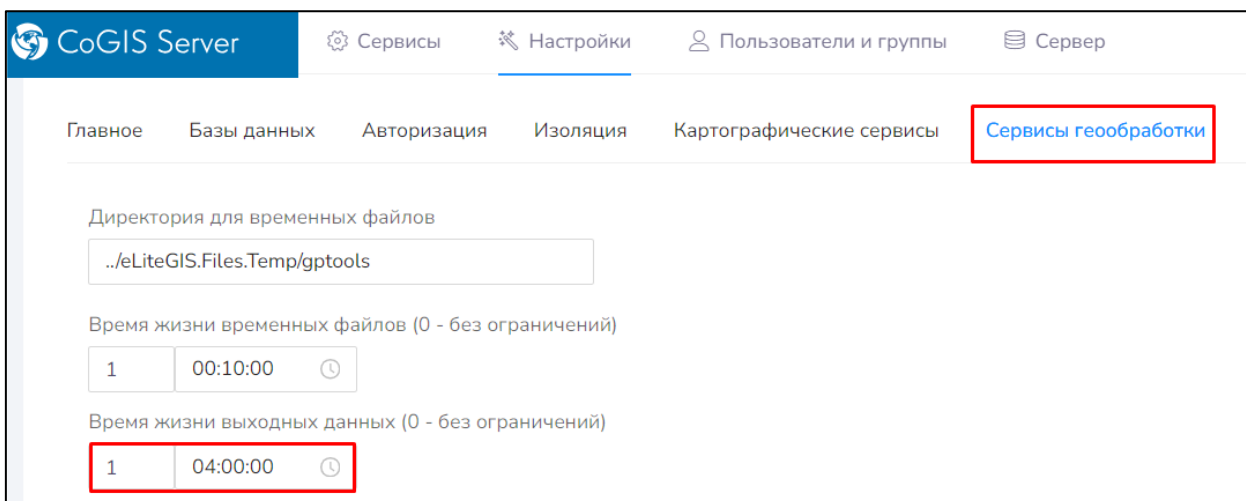 CoGIS Server Сервисы Настройки Пользователи и группы Сервер
Главное Базы данных Авторизация Изоляция Картографические сервисы Сервисы геообработки
Директория для временных файлов
../eLiteGIS.Files.Temp/gptools
Время жизни временных файлов (0 - без ограничений)
1 00:10:00
Время жизни выходных данных (0 - без ограничений)
1 04:00:00